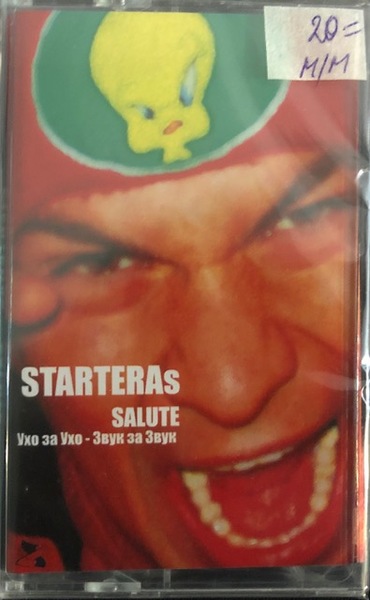 20=
м/м
STARTERAs
SALUTE
Ухо за Ухо - Звук за Звук